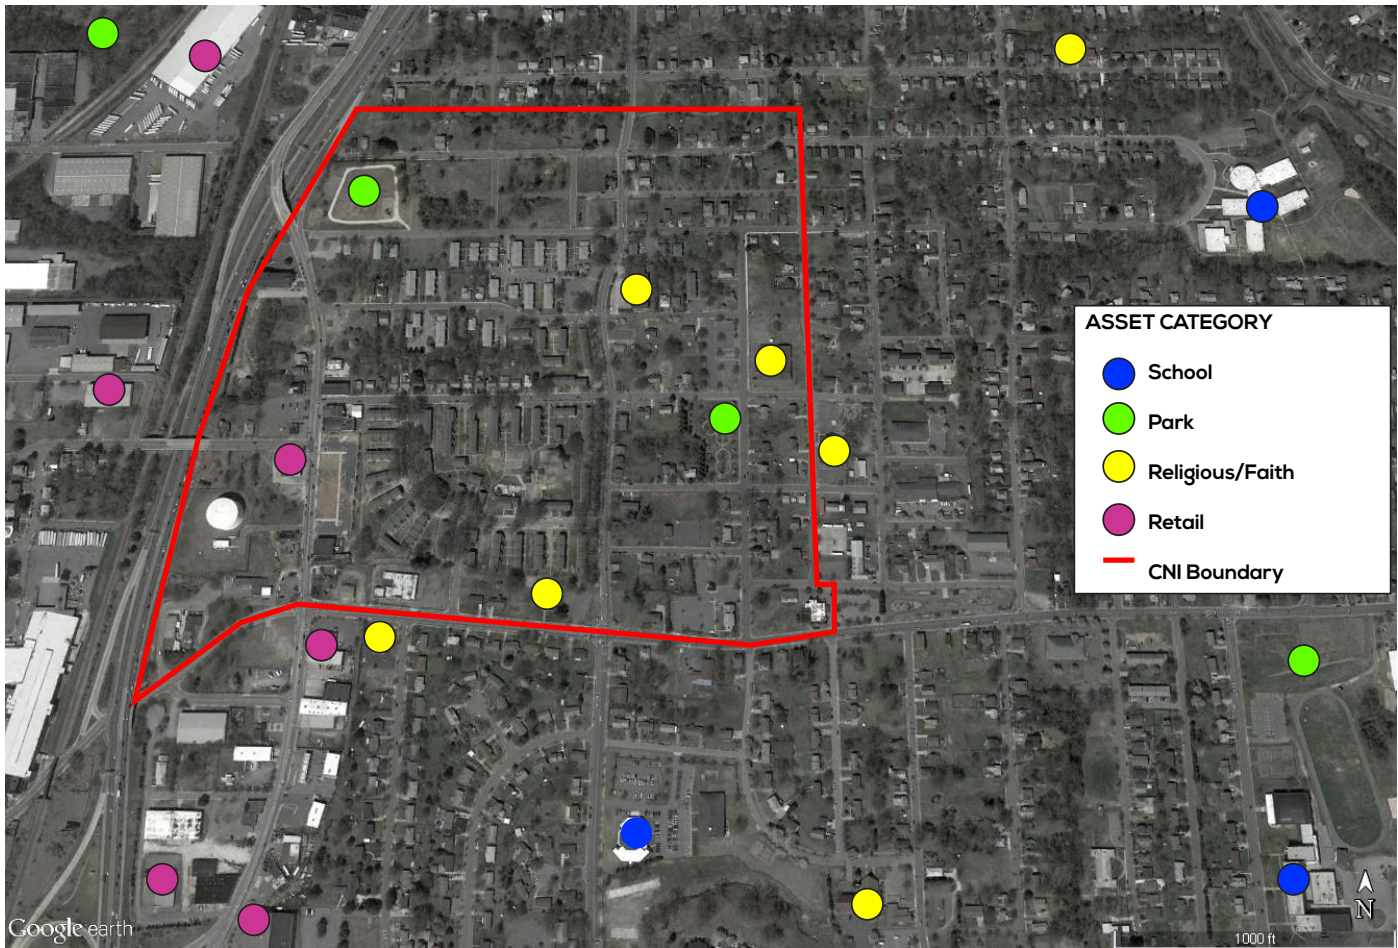 ASSET CATEGORY
School
Park
Religious/Faith
Retail
CNI Boundary
N
Google earth
1000 ft